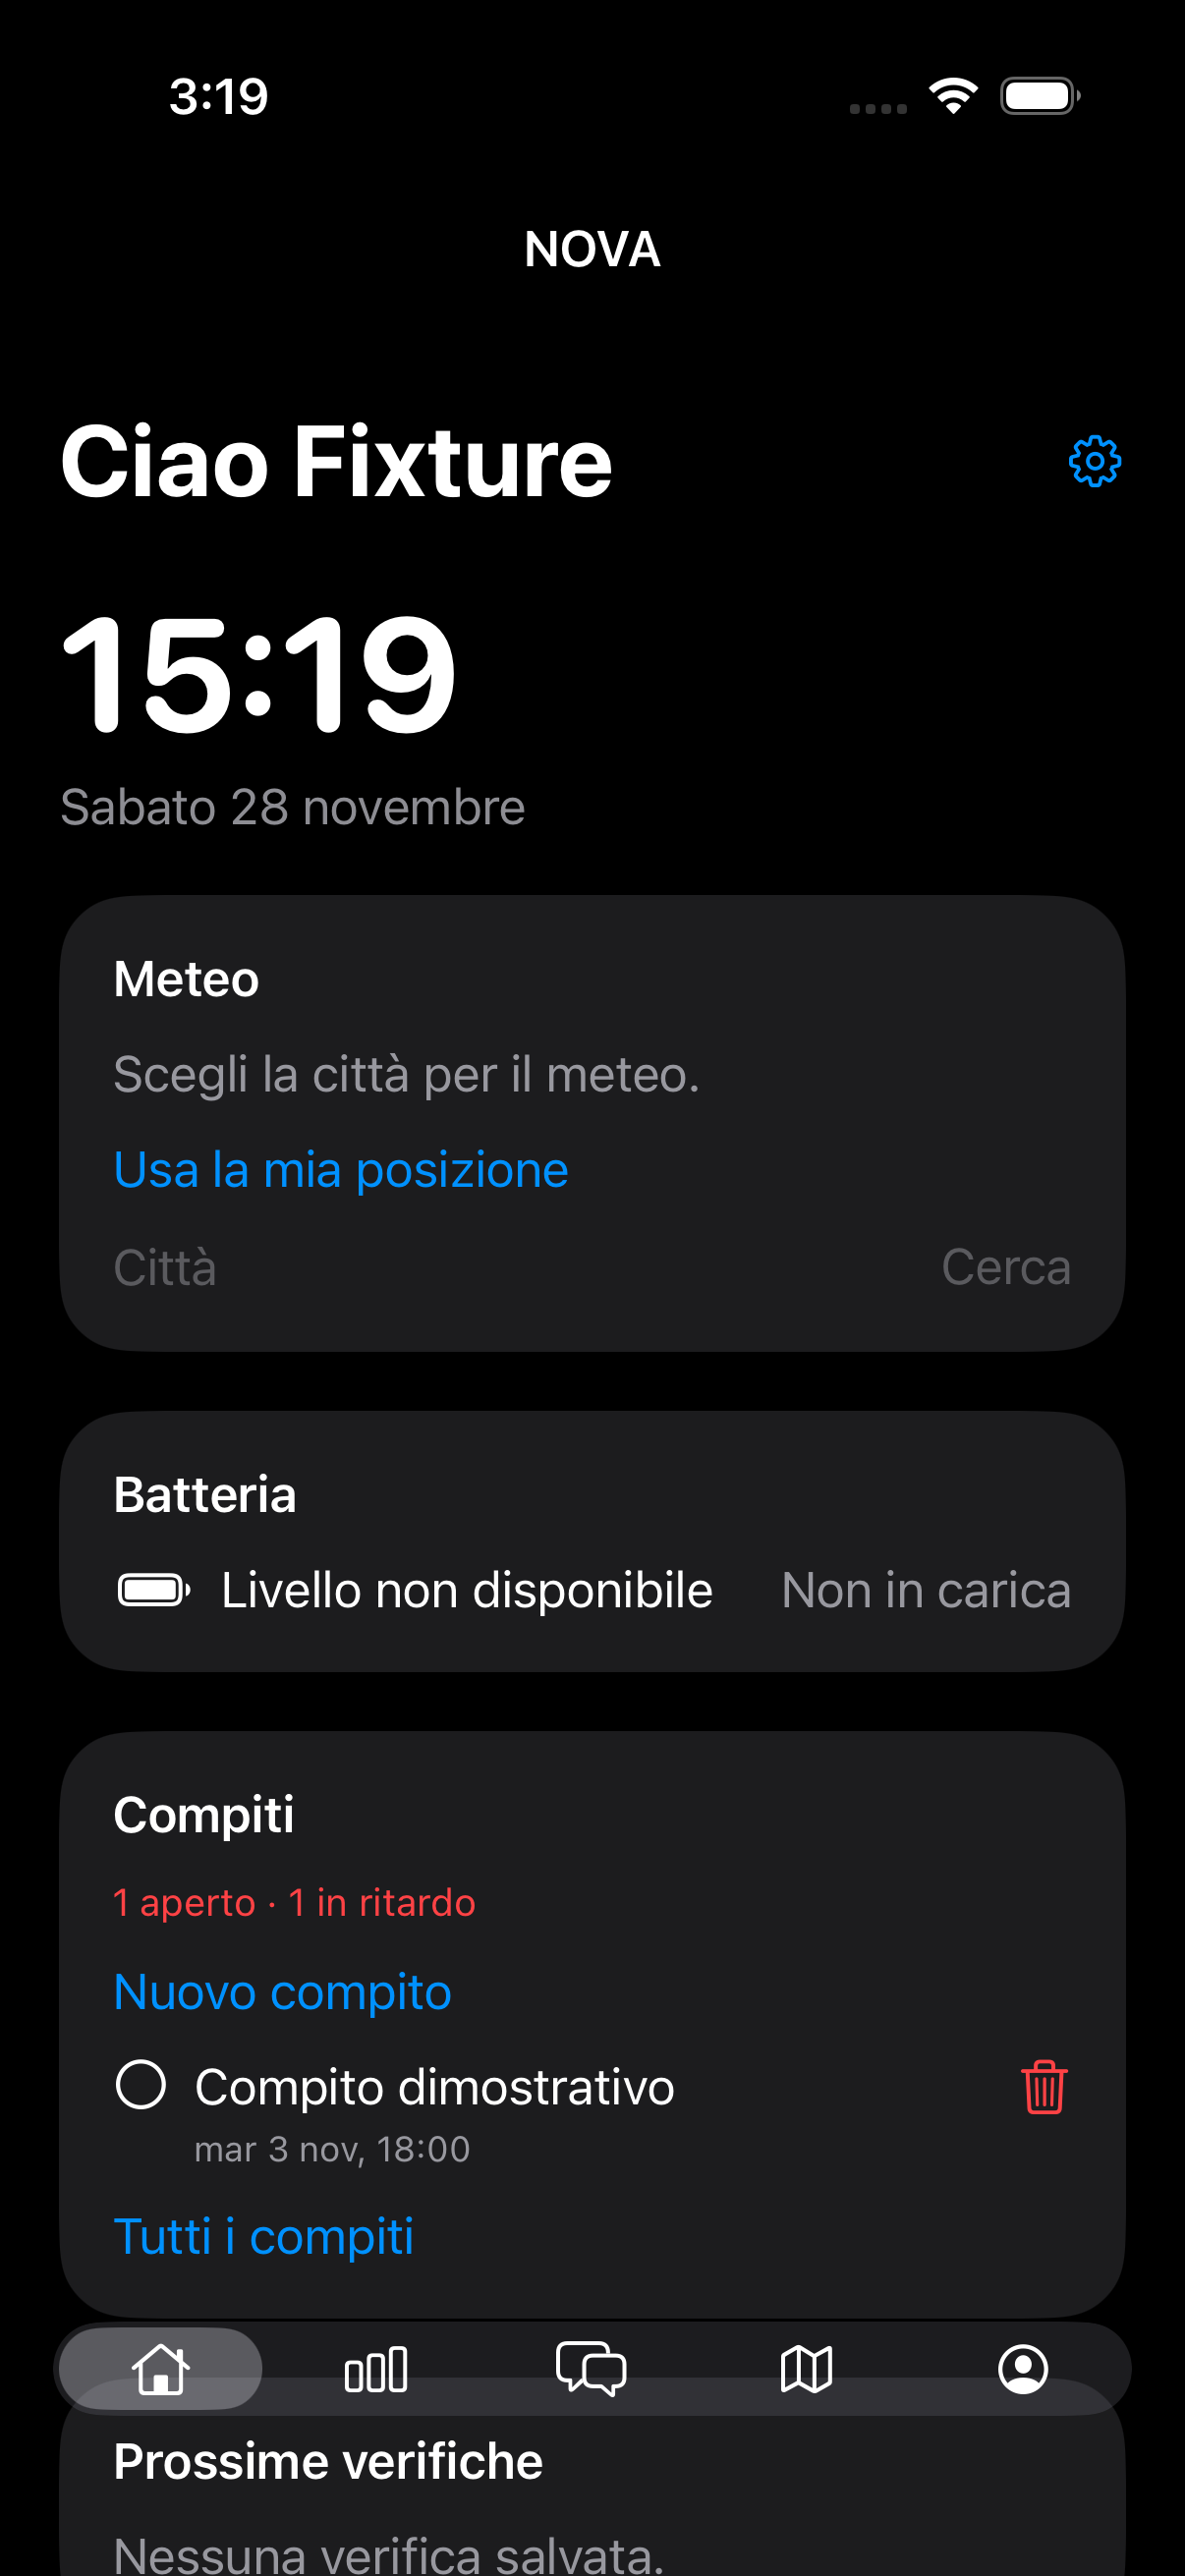 3:19
NOVA
Ciao Fixture
15:19
Sabato 28 novembre
Meteo
Scegli la città per il meteo.
Usa la mia posizione
Città Cerca
Batteria
Livello non disponibile Non in carica
Compiti
1 aperto · 1 in ritardo
Nuovo compito
Compito dimostrativo
mar 3 nov, 18:00
Tutti i compiti
Prossime verifiche
Nessuna verifica salvata.